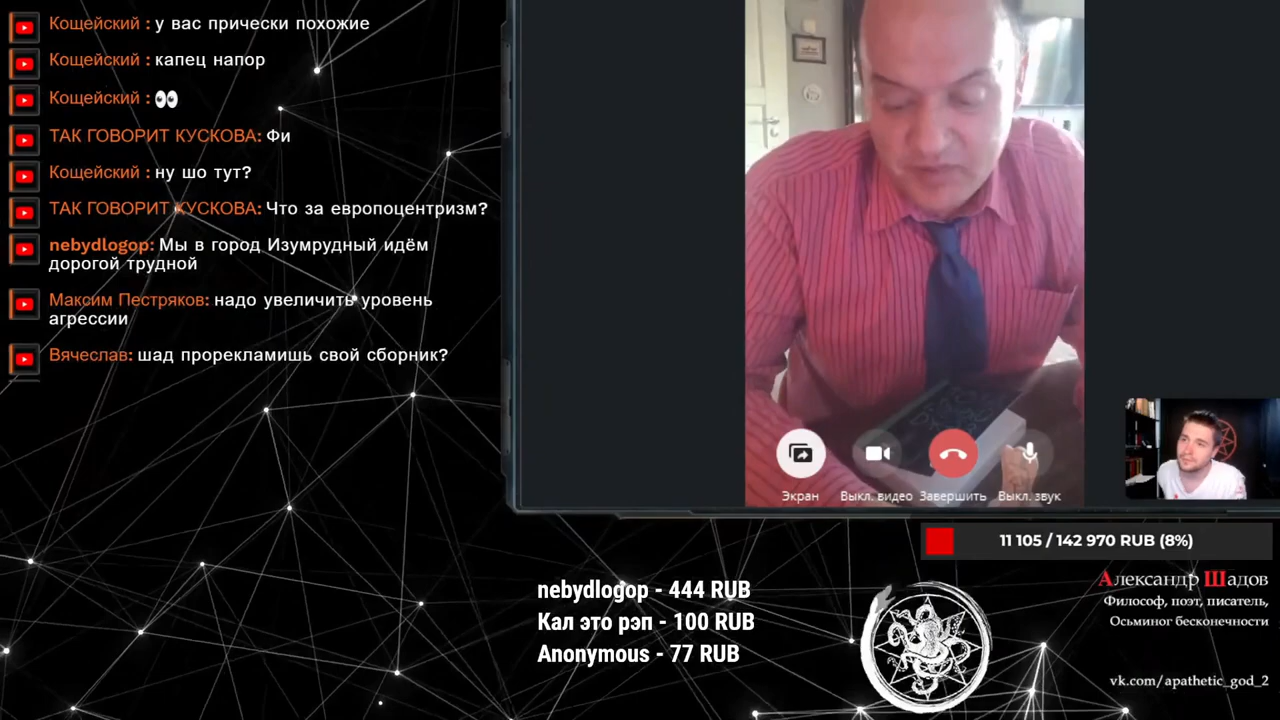 Кощейский : у вас прически похожие
Кощейский : капец напор
Кощейский : 👀
ТАК ГОВОРИТ КУСКОВА: Фи
Кощейский : ну шо тут?
ТАК ГОВОРИТ КУСКОВА: Что за европоцентризм?
nebydlogop: Мы в город Изумрудный идём
дорогой трудной
Максим Пестряков: надо увеличить уровень
агрессии
Вячеслав: шад прорекламишь свой сборник?
Экран
Выкл. видео
Завершить
Выкл. звук
11 105 / 142 970 RUB (8%)
nebydlogop - 444 RUB
Кал это рэп - 100 RUB
Anonymous - 77 RUB
Александр Шадов
Философ, поэт, писатель,
Осьминог бесконечности
vk.com/apathetic_god_2